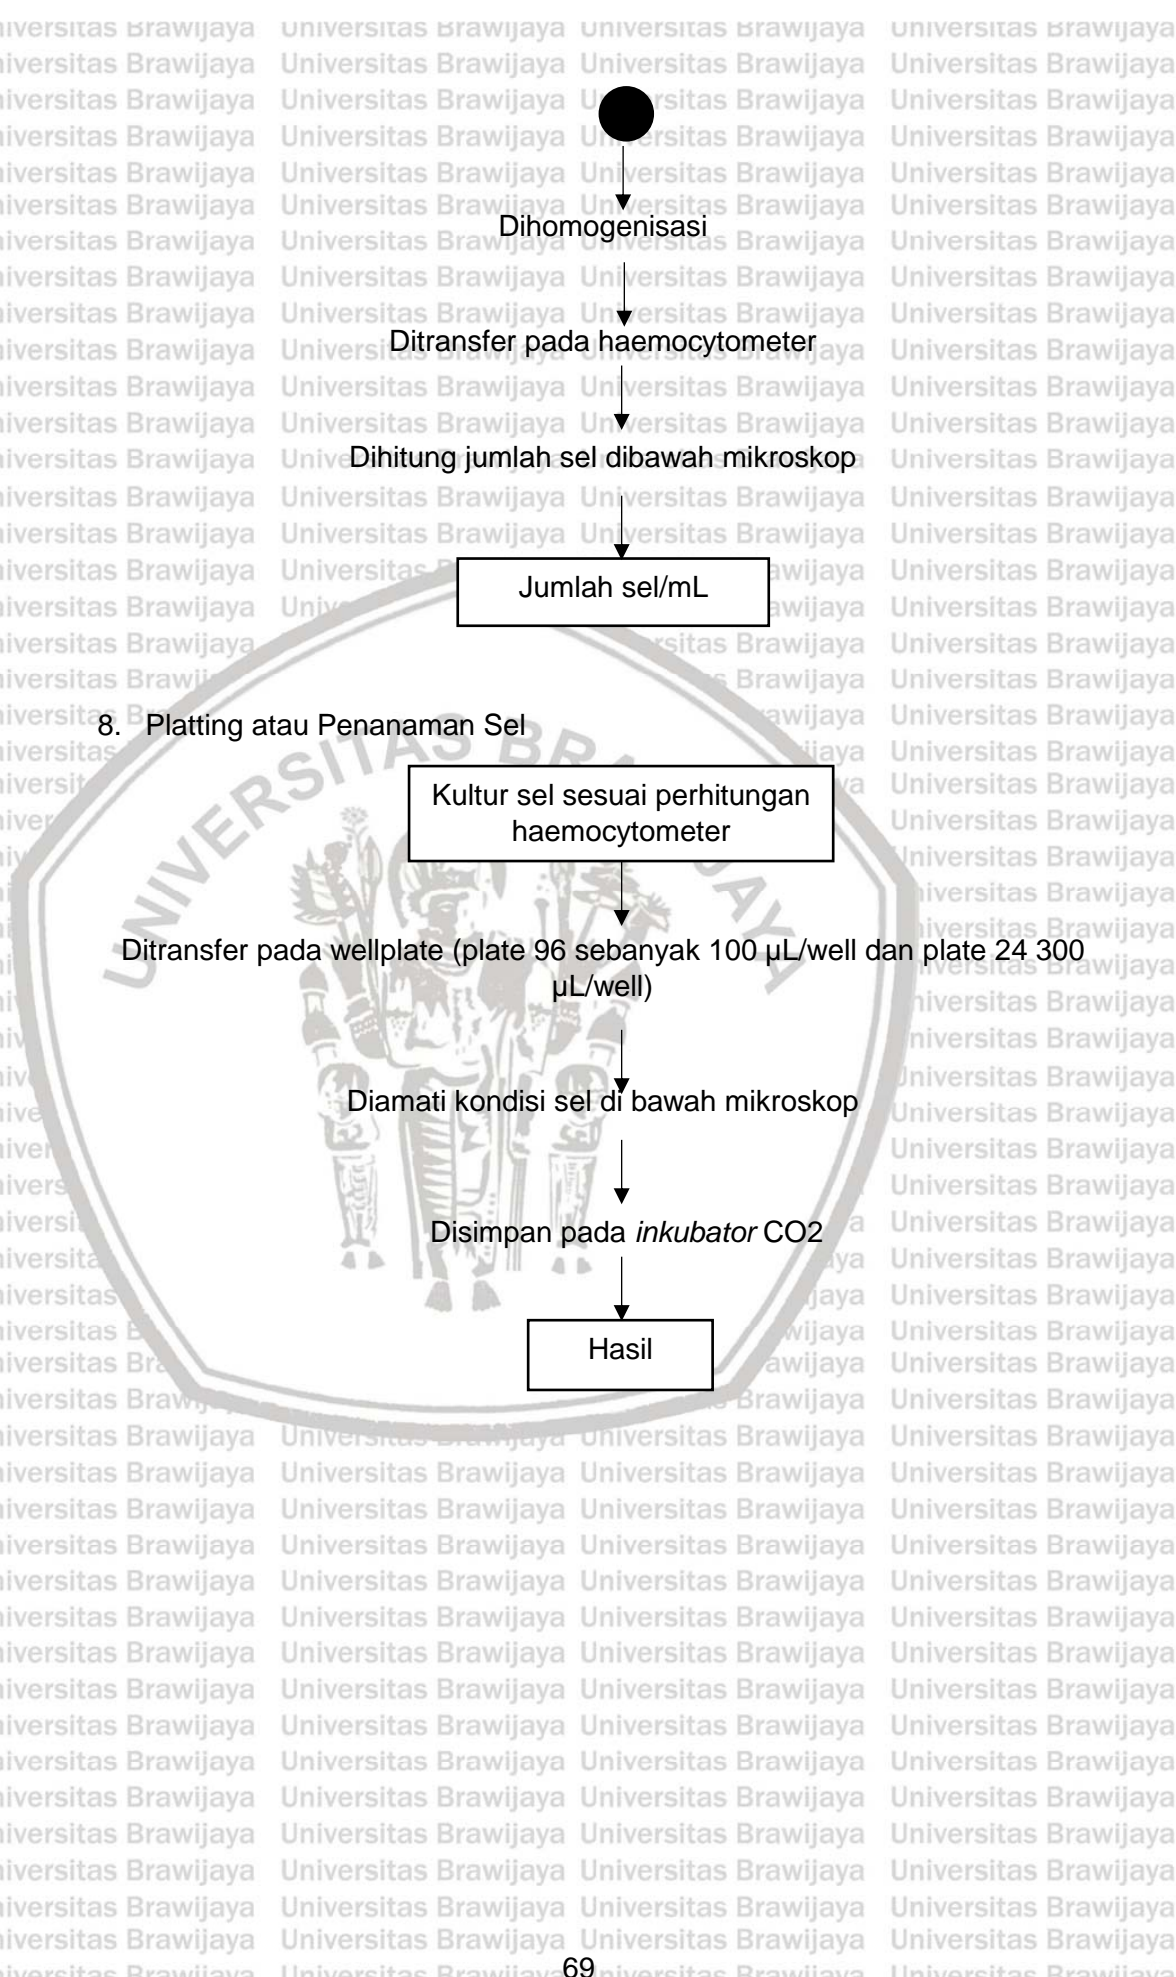 Dihomogenisasi
Ditransfer pada haemocytometer
Dihitung jumlah sel dibawah mikroskop
Jumlah sel/mL
8. Platting atau Penanaman Sel
Kultur sel sesuai perhitungan
haemocytometer
Ditransfer pada wellplate (plate 96 sebanyak 100 µL/well dan plate 24 300
µL/well)
Diamati kondisi sel di bawah mikroskop
Disimpan pada inkubator CO2
Hasil
69